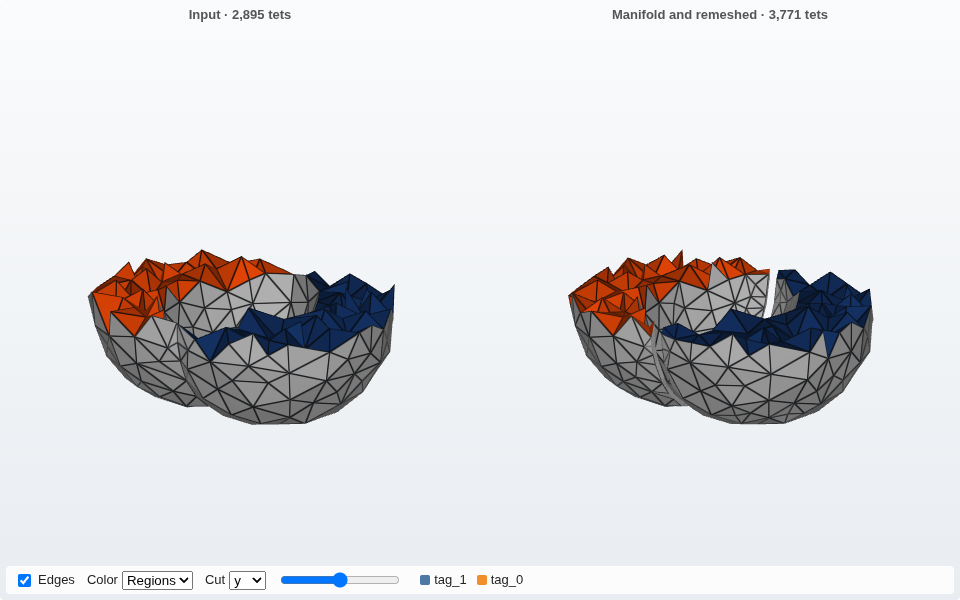 Input · 2,895 tets
Manifold and remeshed · 3,771 tets
Edges Color Regions Cut y tag_1 tag_0